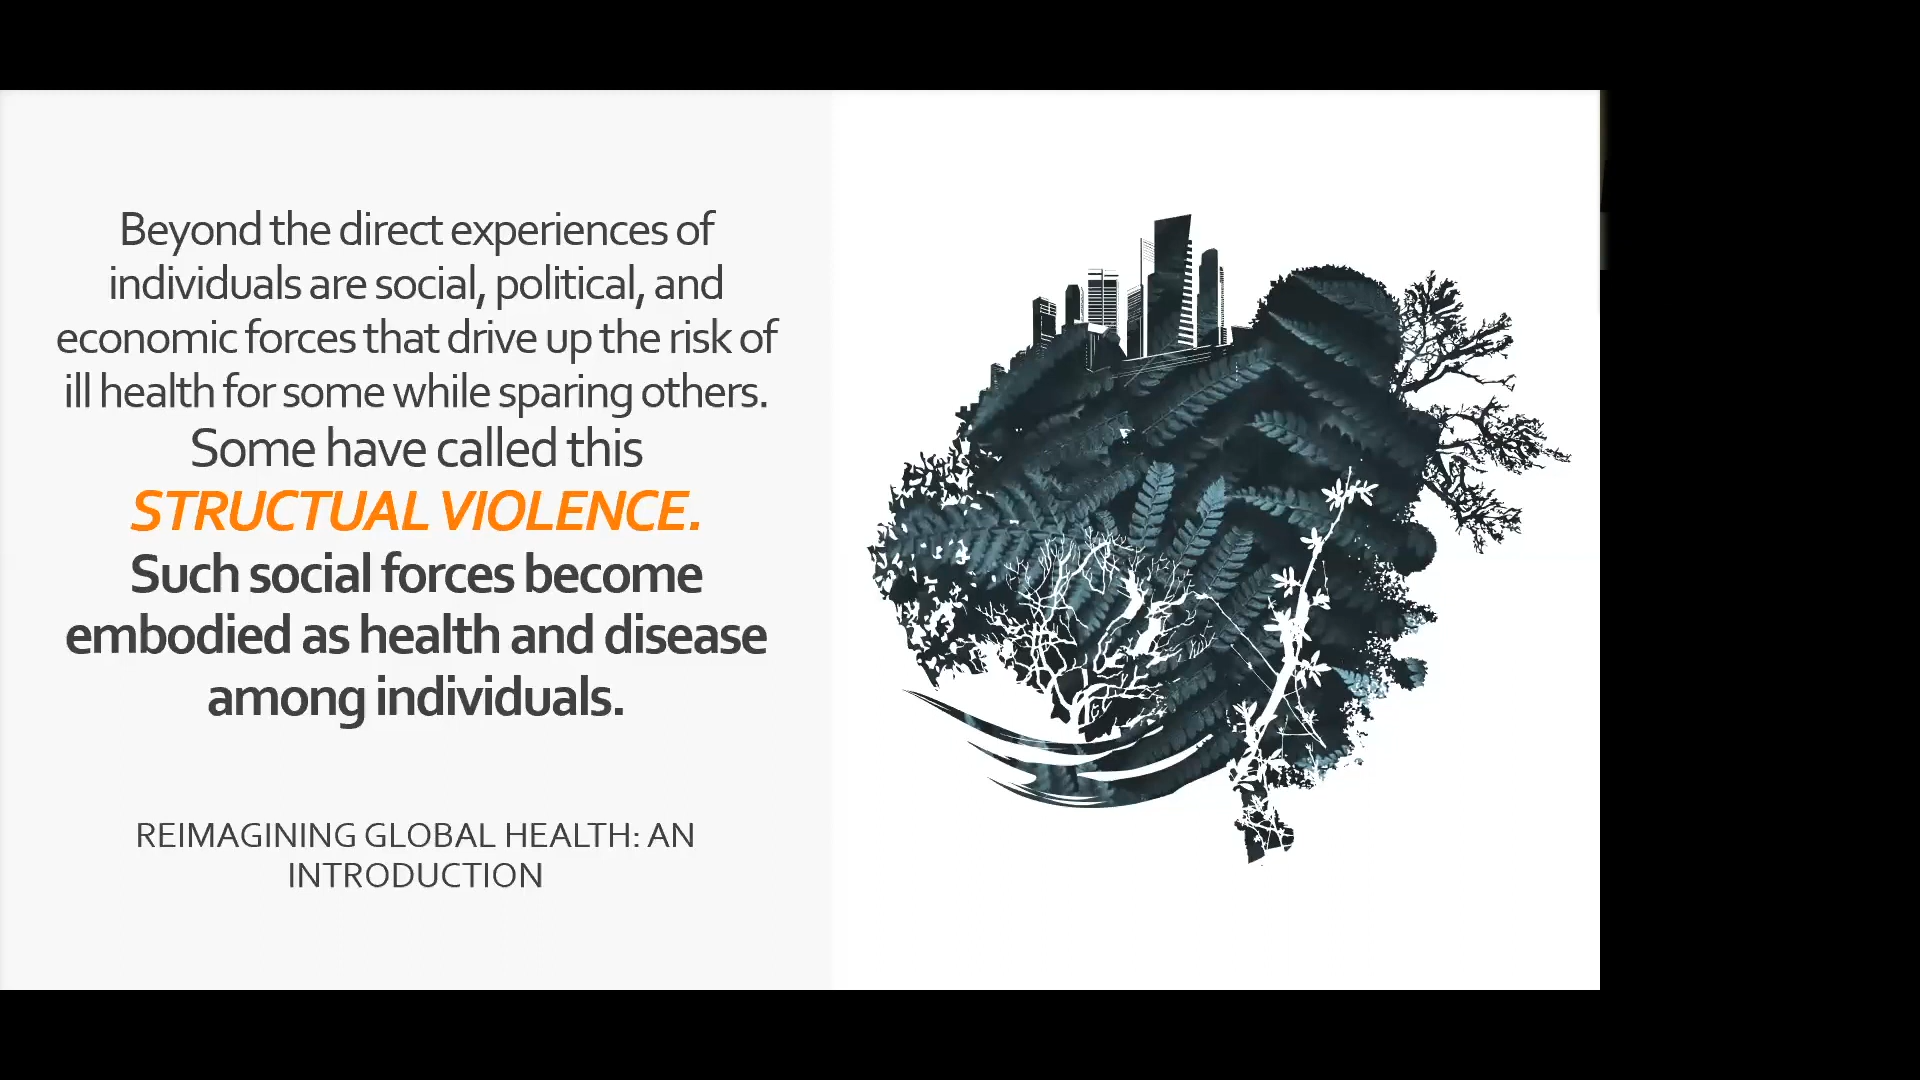 Beyond the direct experiences of
individuals are social, political, and
economic forces that drive up the risk of
ill health for some while sparing others.
Some have called this
STRUCTUAL VIOLENCE.
Such social forces become
embodied as health and disease
among individuals.
REIMAGINING GLOBAL HEALTH: AN
INTRODUCTION